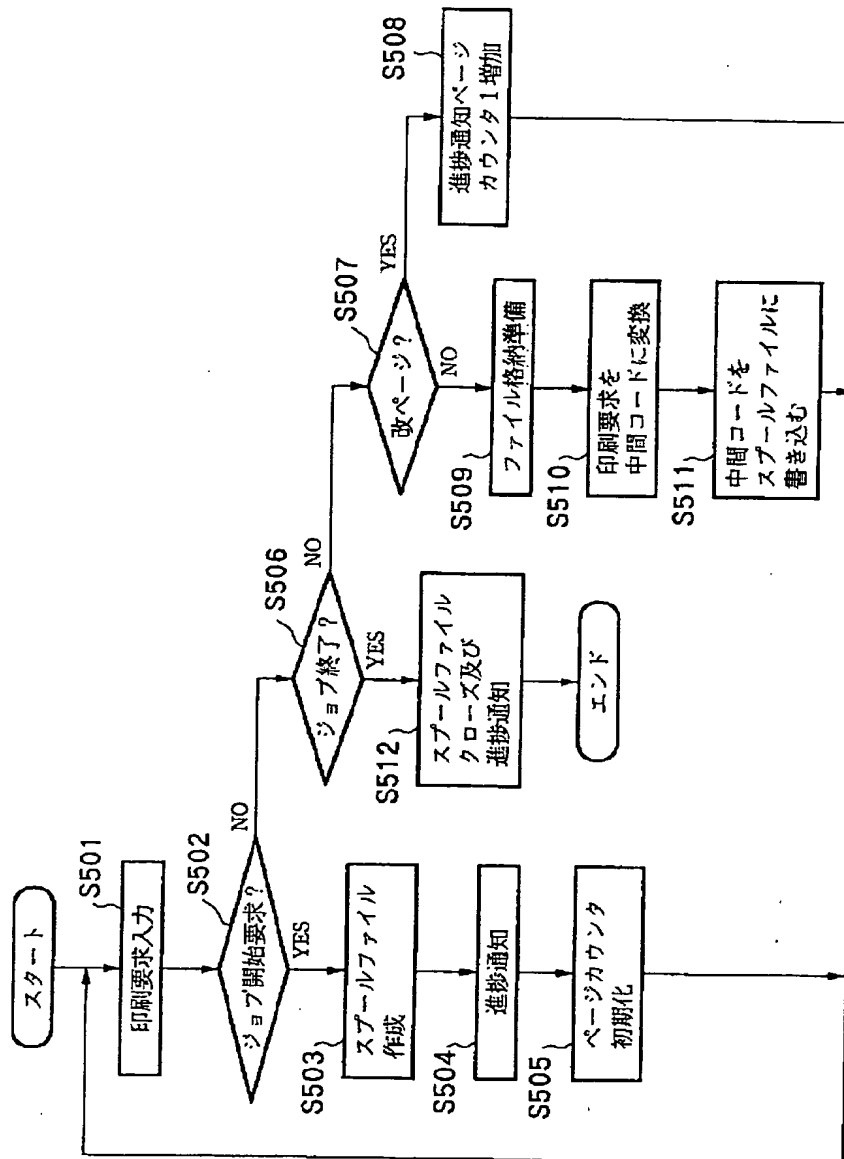 スタート
S501
印刷要求入力
S502
ジョブ開始要求?
NO
YES
S503
スプールファイル
作成
S504
進捗通知
S505
ページカウンタ
初期化
S506
ジョブ終了?
NO
YES
S512
スプールファイル
クローズ及び
進捗通知
エンド
S507
改ページ?
YES
NO
S508
進捗通知ページ
カウンタ1増加
S509
ファイル格納準備
S510
印刷要求を
中間コードに変換
S511
中間コードを
スプールファイルに
書き込む